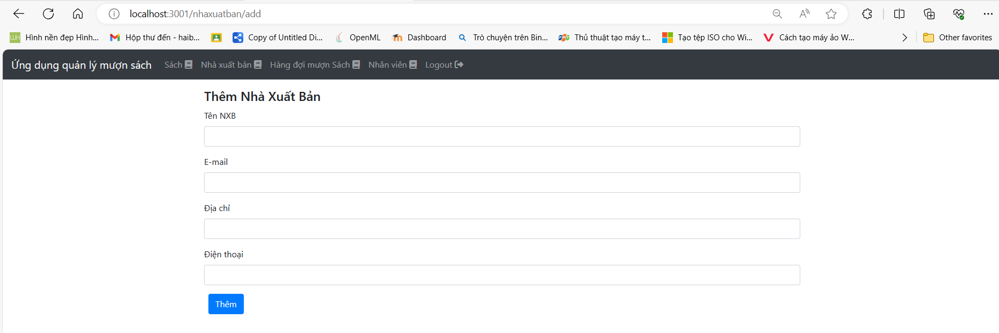 localhost:3001/nhaxuatban/add
WH Hình nền đẹp Hình... Hộp thư đến - haib... Copy of Untitled Di... OpenML Dashboard Trò chuyện trên Bin... FPT Thủ thuật tạo máy t... Tạo tệp ISO cho Wi... Cách tạo máy ảo W... Other favorites
Ứng dụng quản lý mượn sách Sách Nhà xuất bản Hàng đợi mượn Sách Nhân viên Logout
Thêm Nhà Xuất Bản
Tên NXB
E-mail
Địa chỉ
Điện thoại
Thêm